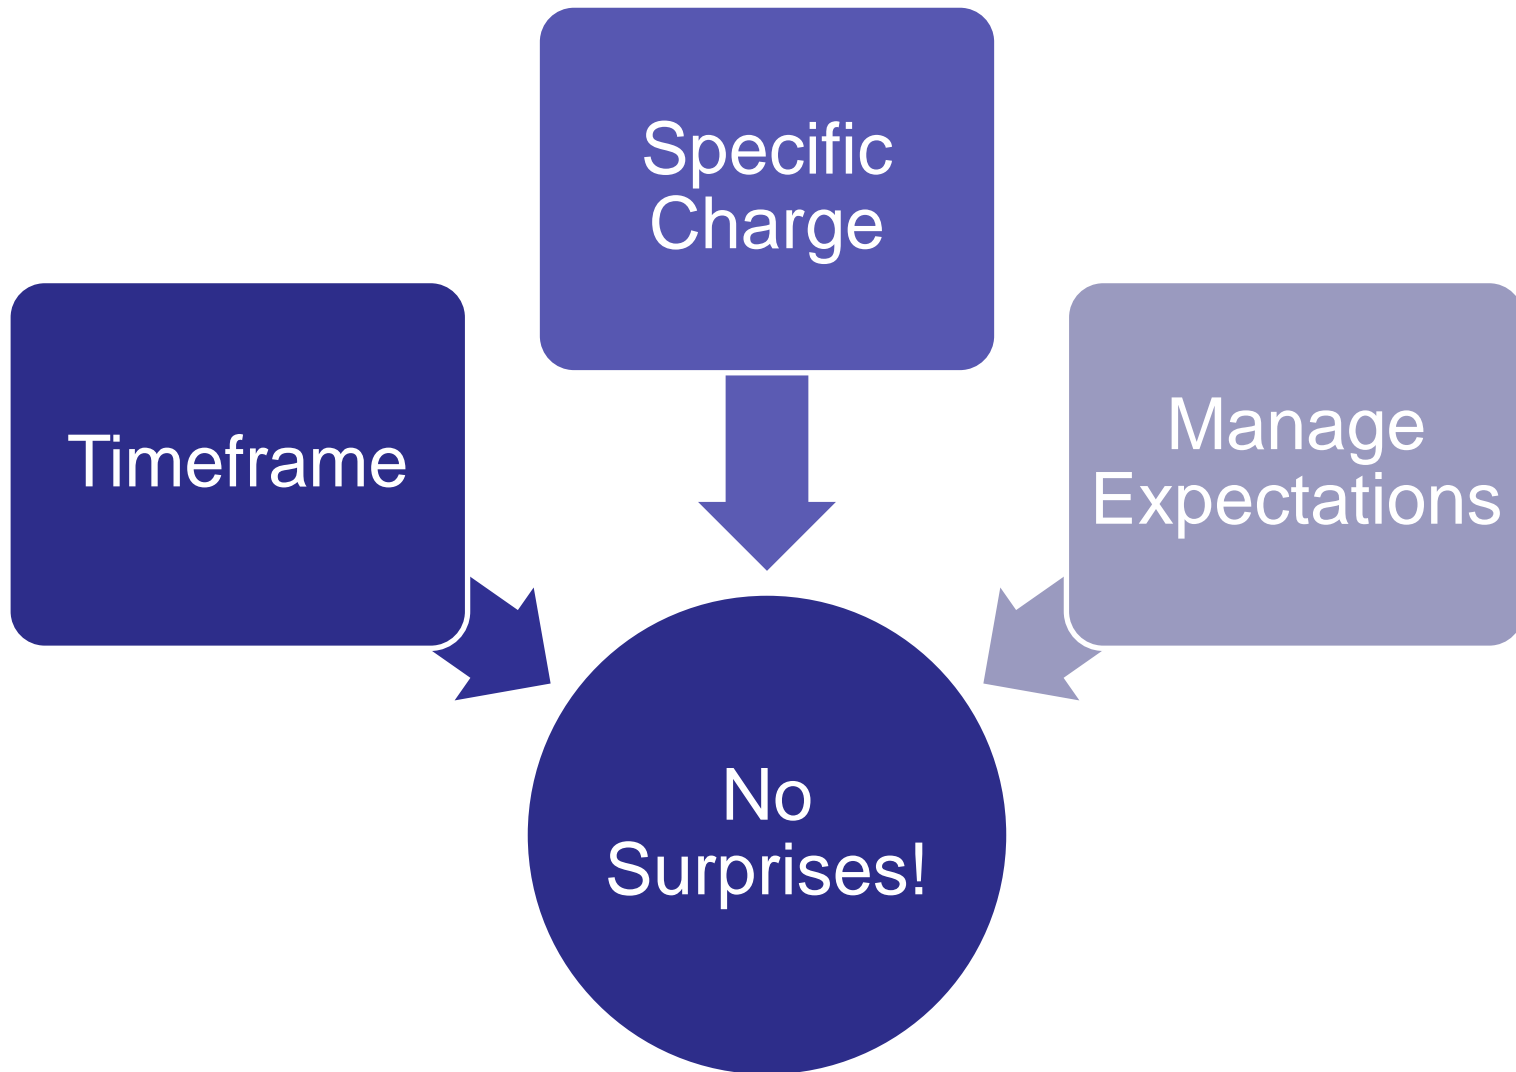 Specific
Charge
Timeframe
Manage
Expectations
No
Surprises!